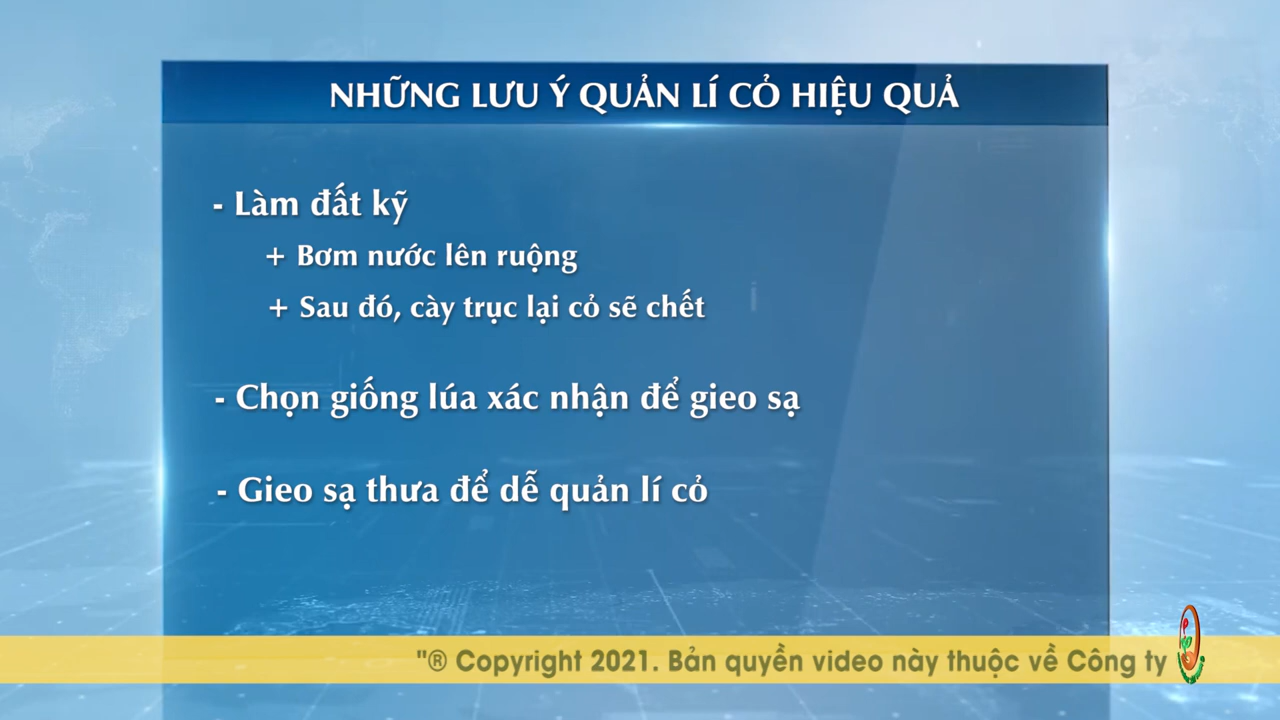 NHỮNG LƯU Ý QUẢN LÍ CỎ HIỆU QUẢ
- Làm đất kỹ
+ Bơm nước lên ruộng
+ Sau đó, cày trục lại cỏ sẽ chết
- Chọn giống lúa xác nhận để gieo sạ
- Gieo sạ thưa để dễ quản lí cỏ
"® Copyright 2021. Bản quyền video này thuộc về Công ty